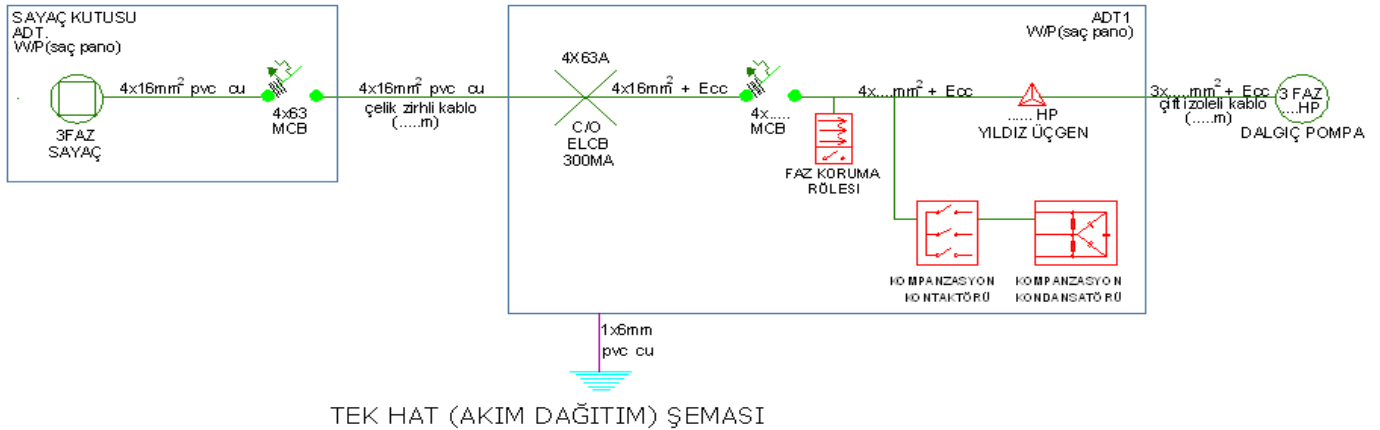 SAYAÇ KUTUSU
ADT.
W/P(saç pano)
4x16mm² pvc cu
3FAZ
SAYAÇ
4x63
MCB
4x16mm² pvc cu
çelik zirhli kablo
(.....m)
ADT1
W/P(saç pano)
4X63A
C/O
ELCB
300MA
4x16mm² + Ecc
4x.....
MCB
FAZ KORUMA
RÖLESI
4x....mm² + Ecc
...... HP
YILDIZ ÜÇGEN
3x.....mm² + Ecc
çift izoleli kablo
(.....m)
3 FAZ
...HP
DALGIÇ POMPA
KOMPANZASYON
KONTAKTÖRÜ
KOMPANZASYON
KONDANSATÖRÜ
1x6mm
pvc cu
TEK HAT (AKIM DAĞITIM) ŞEMASI